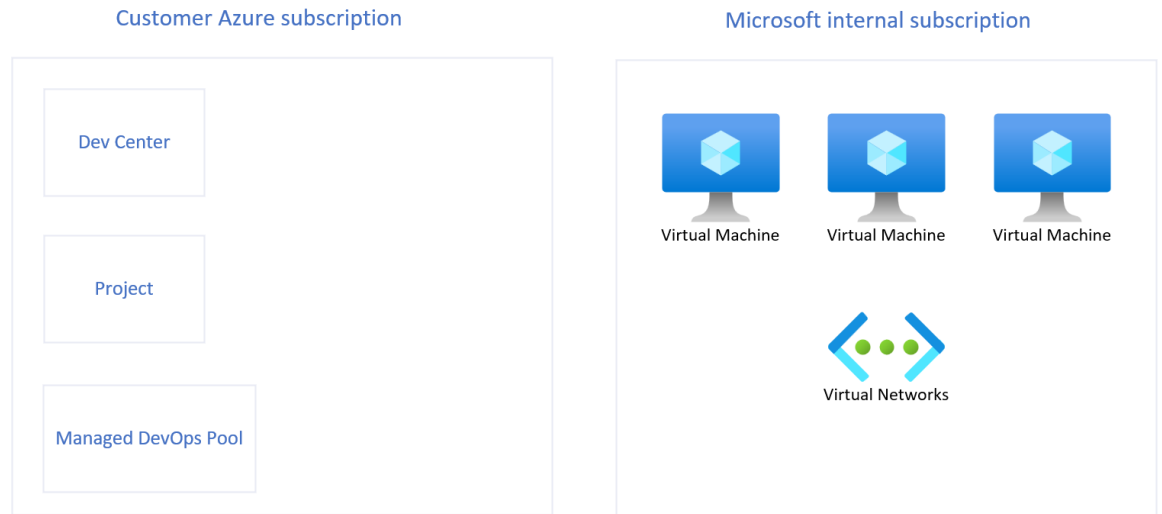 Customer Azure subscription
Microsoft internal subscription
Dev Center
Project
Managed DevOps Pool
Virtual Machine
Virtual Machine
Virtual Machine
Virtual Networks